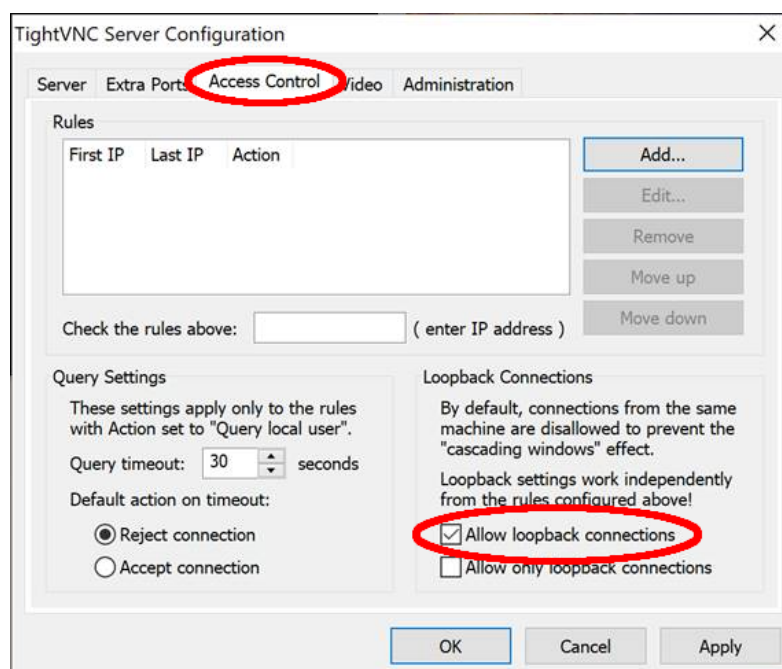 TightVNC Server Configuration
Server Extra Ports Access Control Video Administration
Rules
First IP Last IP Action
Add...
Edit...
Remove
Move up
Move down
Check the rules above: ( enter IP address )
Query Settings
These settings apply only to the rules
with Action set to "Query local user".
Query timeout: 30 seconds
Default action on timeout:
Reject connection
Accept connection
Loopback Connections
By default, connections from the same
machine are disallowed to prevent the
"cascading windows" effect.
Loopback settings work independently
from the rules configured above!
Allow loopback connections
Allow only loopback connections
OK Cancel Apply